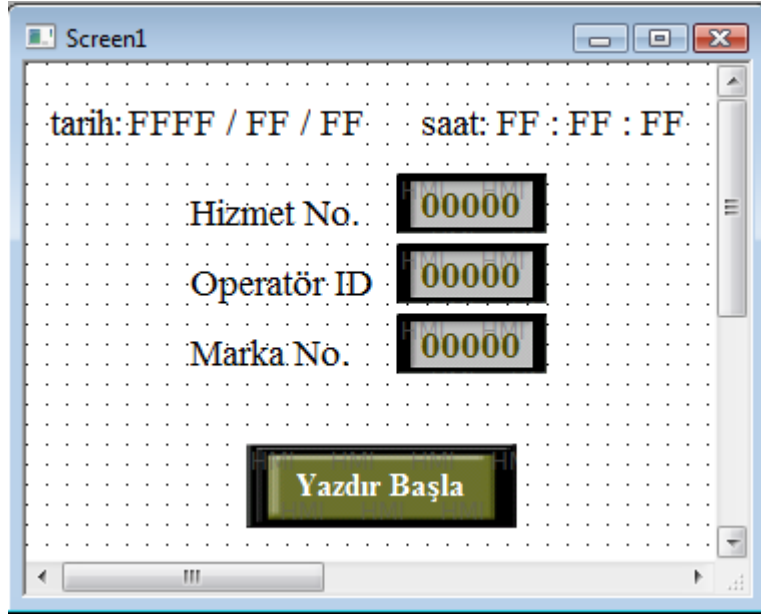 Screen1
tarih: FFFF / FF / FF saat: FF : FF : FF
Hizmet No. 00000
Operatör ID 00000
Marka No. 00000
Yazdır Başla